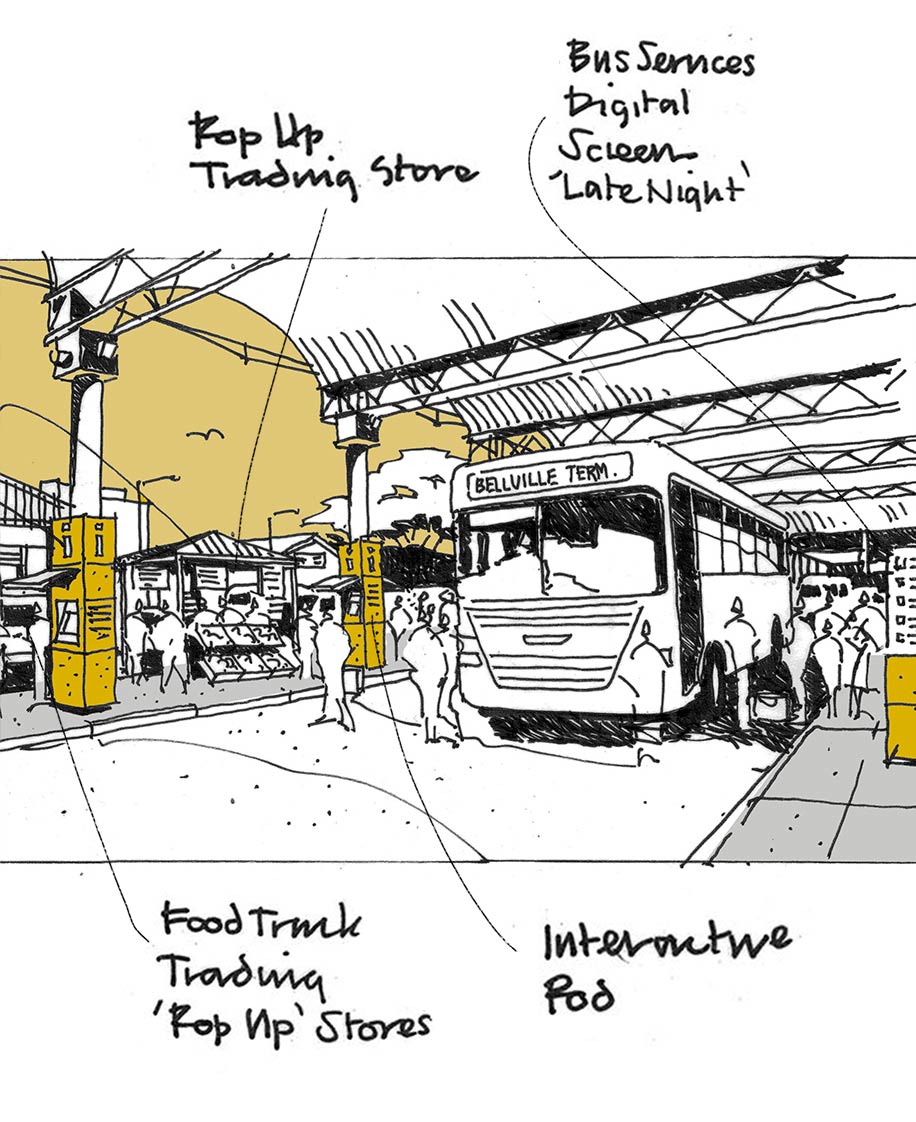 Bus Services
Digital
Screen
'Late Night'
Pop Up
Trading Store
BELLVILLE TERM.
i
i
i
i
Food Truck
Trading
'Pop Up' Stores
Interactive
Pod